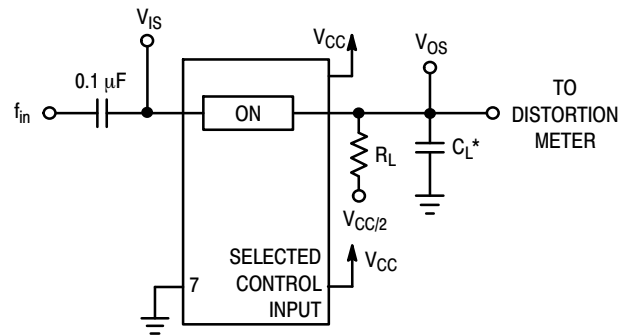 V_IS
V_CC
V_OS
0.1 μF
f_in
ON
TO
DISTORTION
METER
R_L
C_L*
V_CC/2
SELECTED
CONTROL
INPUT
V_CC
7